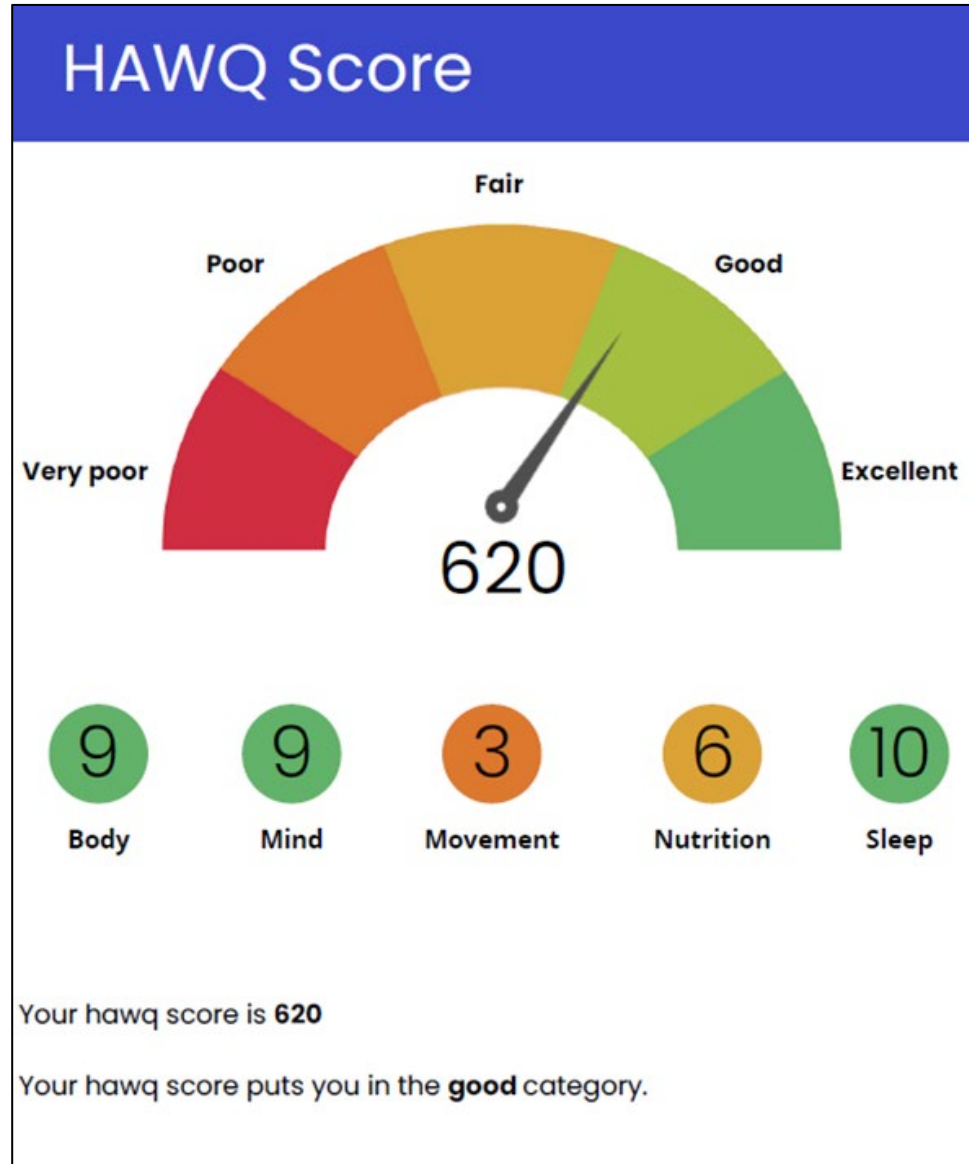 HAWQ Score
Fair
Poor
Good
Very poor
Excellent
620
9
9
3
6
10
Body
Mind
Movement
Nutrition
Sleep
Your hawq score is 620
Your hawq score puts you in the good category.